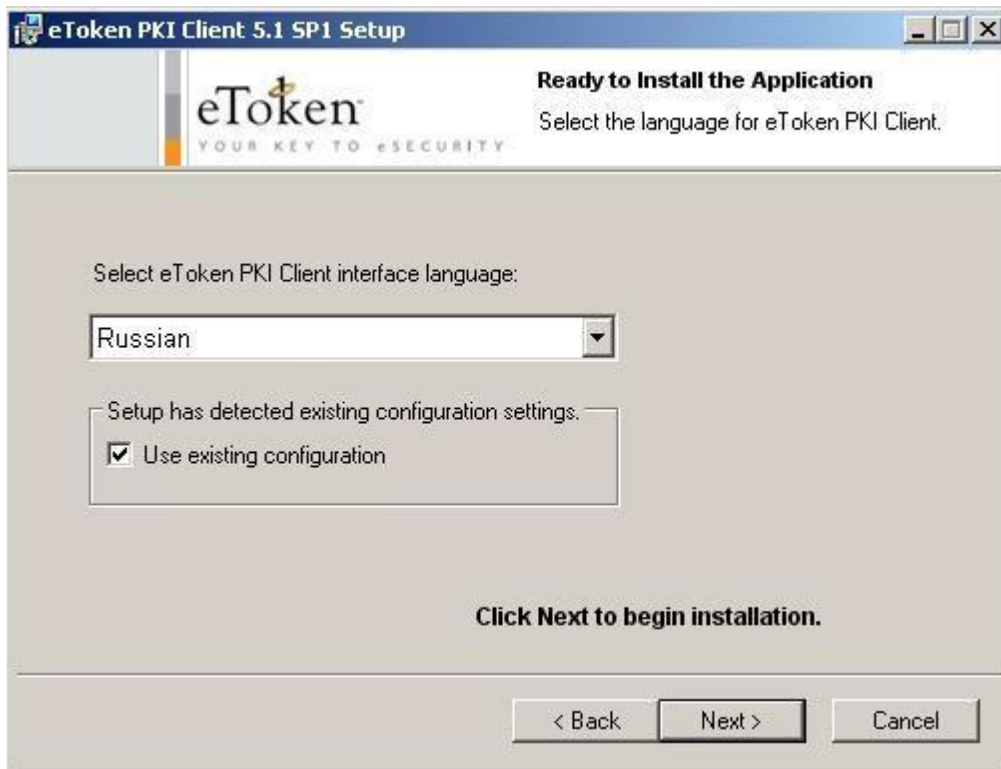 eToken PKI Client 5.1 SP1 Setup
eToken
YOUR KEY TO eSECURITY
Ready to Install the Application
Select the language for eToken PKI Client.
Select eToken PKI Client interface language:
Russian
Setup has detected existing configuration settings.
Use existing configuration
Click Next to begin installation.
< Back
Next >
Cancel